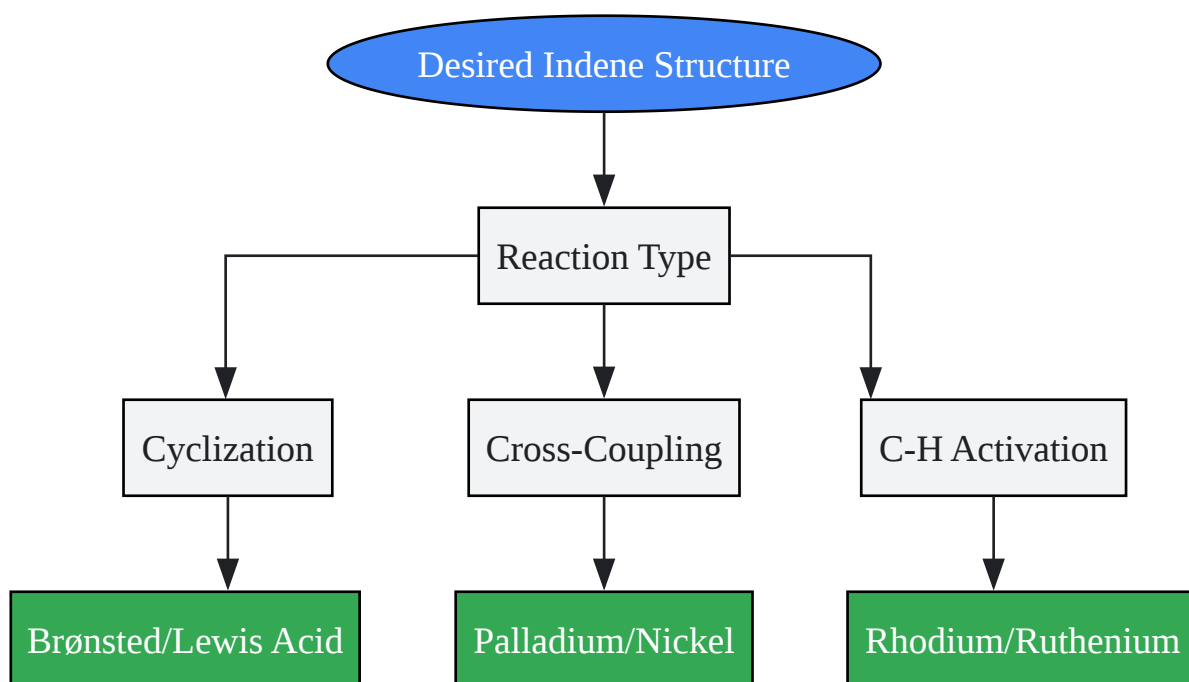 Desired Indene Structure
Reaction Type
Cyclization
Cross-Coupling
C-H Activation
Brønsted/Lewis Acid
Palladium/Nickel
Rhodium/Ruthenium